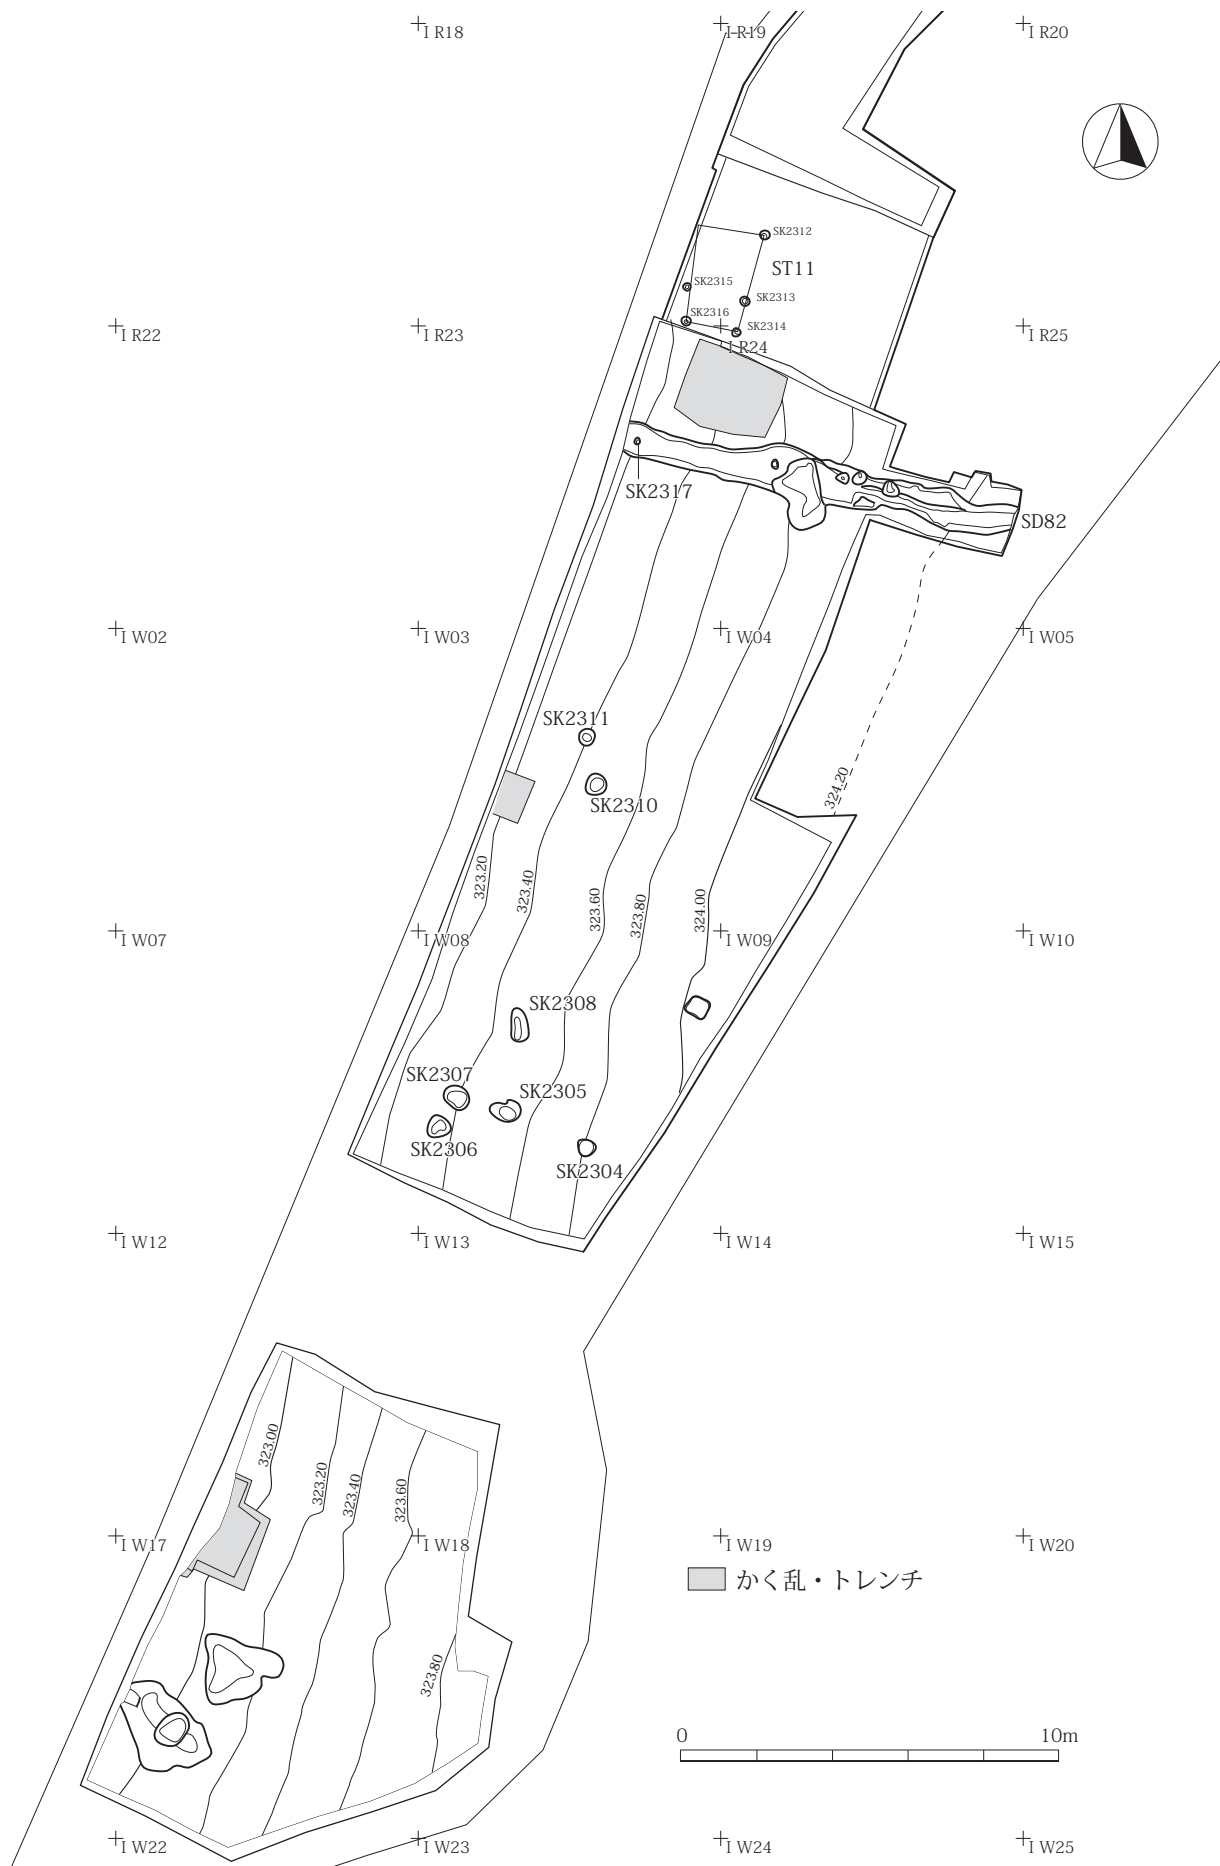 I R18
I R19
I R20
SK2312
ST11
SK2315
SK2313
SK2316
SK2314
I R22
I R23
I R24
I R25
SK2317
SD82
I W02
I W03
I W04
I W05
SK2311
SK2310
324.20
323.20
323.40
323.60
323.80
324.00
I W07
I W08
I W09
I W10
SK2308
SK2307
SK2305
SK2306
SK2304
I W12
I W13
I W14
I W15
323.00
323.20
323.40
323.60
I W17
I W18
I W19
I W20
かく乱・トレンチ
323.80
0
10m
I W22
I W23
I W24
I W25